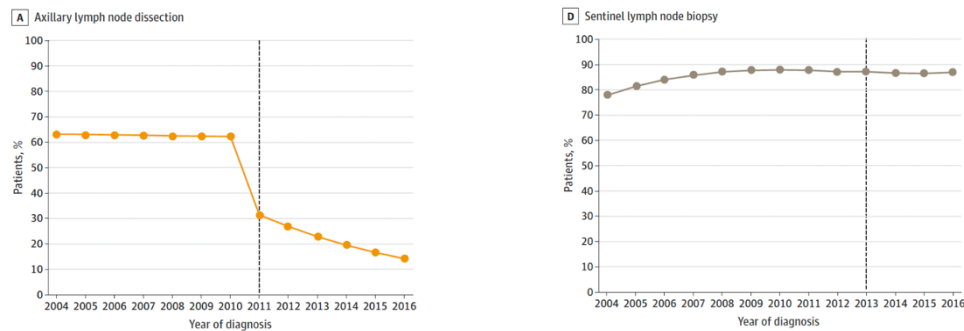 A Axillary lymph node dissection
100
90
80
70
60
50
40
30
20
10
0
Patients, %
2004 2005 2006 2007 2008 2009 2010 2011 2012 2013 2014 2015 2016
Year of diagnosis
D Sentinel lymph node biopsy
100
90
80
70
60
50
40
30
20
10
0
Patients, %
2004 2005 2006 2007 2008 2009 2010 2011 2012 2013 2014 2015 2016
Year of diagnosis